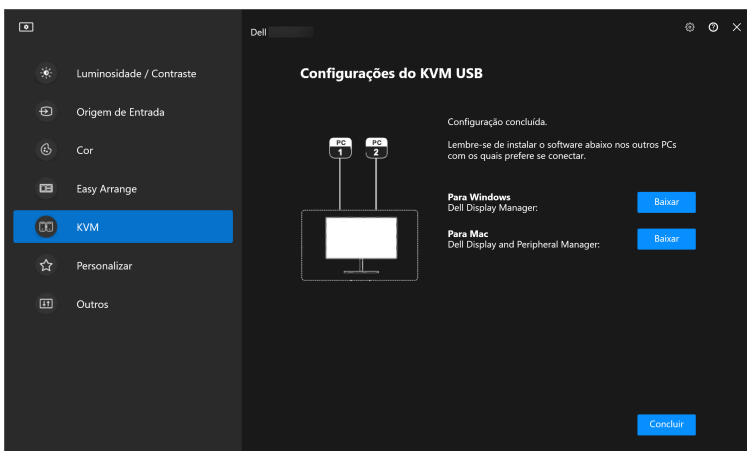 Dell
Luminosidade / Contraste
Origem de Entrada
Cor
Easy Arrange
KVM
Personalizar
Outros
Configurações do KVM USB
PC
1
PC
2
Configuração concluída.
Lembre-se de instalar o software abaixo nos outros PCs
com os quais prefere se conectar.
Para Windows
Dell Display Manager:
Baixar
Para Mac
Dell Display and Peripheral Manager:
Baixar
Concluir